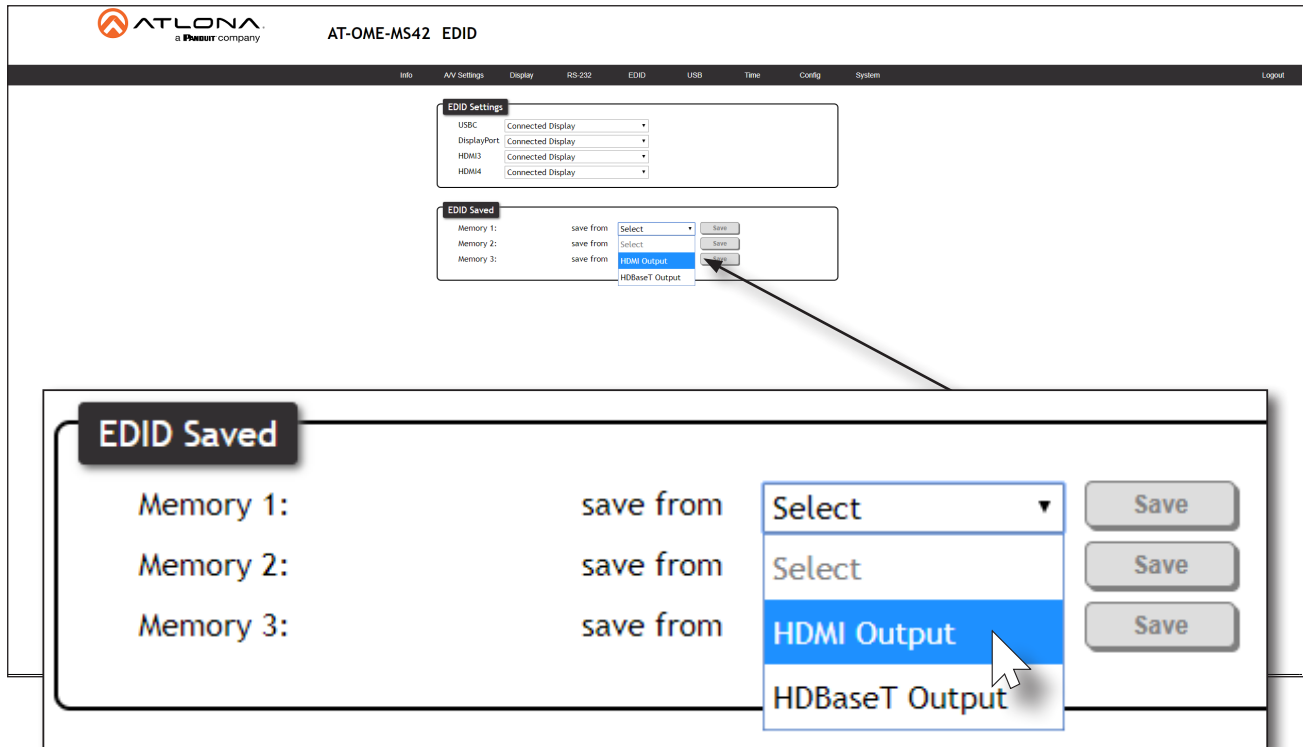 ATLONA.
a PANDUIT company
AT-OME-MS42 EDID
Info A/V Settings Display RS-232 EDID USB Time Config System Logout
EDID Settings
USBC Connected Display
DisplayPort Connected Display
HDMI3 Connected Display
HDMI4 Connected Display
EDID Saved
Memory 1: save from Select Save
Memory 2: save from Select Save
Memory 3: save from HDMI Output Save
HDBaseT Output
EDID Saved
Memory 1: save from Select Save
Memory 2: save from Select Save
Memory 3: save from HDMI Output Save
HDBaseT Output